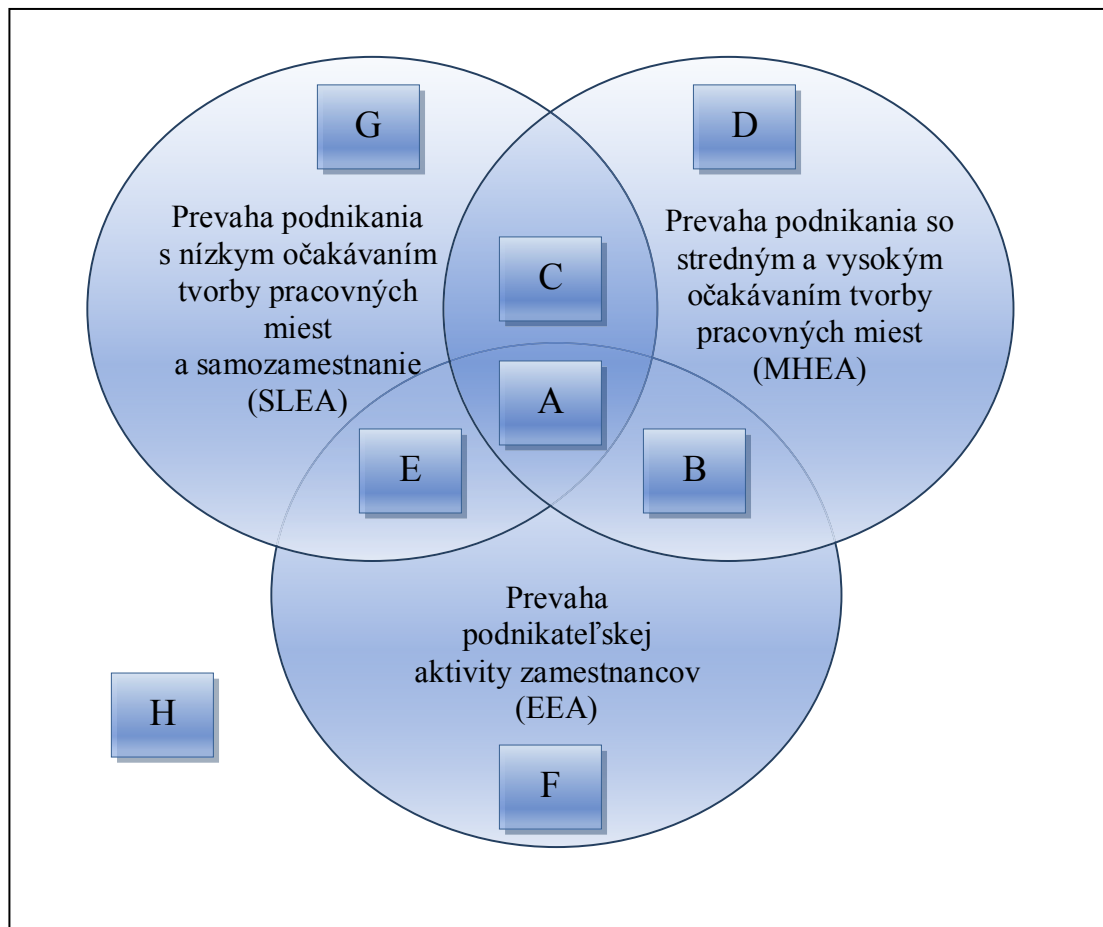 G
D
Prevaha podnikania
s nízkym očakávaním
tvorby pracovných
miest
a samozamestnanie
(SLEA)
Prevaha podnikania so
stredným a vysokým
očakávaním tvorby
pracovných miest
(MHEA)
C
A
E
B
Prevaha
podnikateľskej
aktivity zamestnancov
(EEA)
H
F